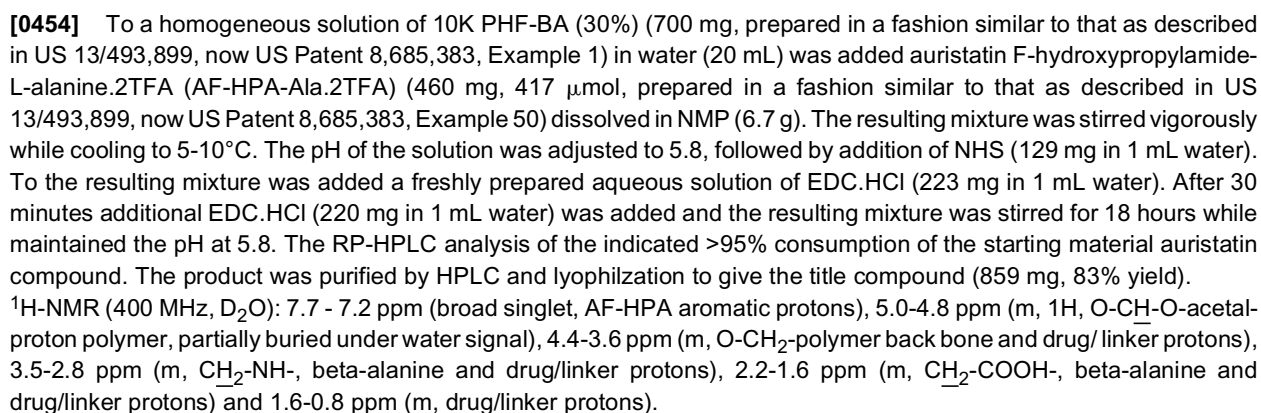 [0454] To a homogeneous solution of 10K PHF-BA (30%) (700 mg, prepared in a fashion similar to that as described
in US 13/493,899, now US Patent 8,685,383, Example 1) in water (20 mL) was added auristatin F-hydroxypropylamide-
L-alanine.2TFA (AF-HPA-Ala.2TFA) (460 mg, 417 μmol, prepared in a fashion similar to that as described in US
13/493,899, now US Patent 8,685,383, Example 50) dissolved in NMP (6.7 g). The resulting mixture was stirred vigorously
while cooling to 5-10°C. The pH of the solution was adjusted to 5.8, followed by addition of NHS (129 mg in 1 mL water).
To the resulting mixture was added a freshly prepared aqueous solution of EDC.HCl (223 mg in 1 mL water). After 30
minutes additional EDC.HCl (220 mg in 1 mL water) was added and the resulting mixture was stirred for 18 hours while
maintained the pH at 5.8. The RP-HPLC analysis of the indicated >95% consumption of the starting material auristatin
compound. The product was purified by HPLC and lyophilzation to give the title compound (859 mg, 83% yield).
¹H-NMR (400 MHz, D₂O): 7.7 - 7.2 ppm (broad singlet, AF-HPA aromatic protons), 5.0-4.8 ppm (m, 1H, O-CH-O-acetal-
proton polymer, partially buried under water signal), 4.4-3.6 ppm (m, O-CH₂-polymer back bone and drug/ linker protons),
3.5-2.8 ppm (m, CH₂-NH-, beta-alanine and drug/linker protons), 2.2-1.6 ppm (m, CH₂-COOH-, beta-alanine and
drug/linker protons) and 1.6-0.8 ppm (m, drug/linker protons).